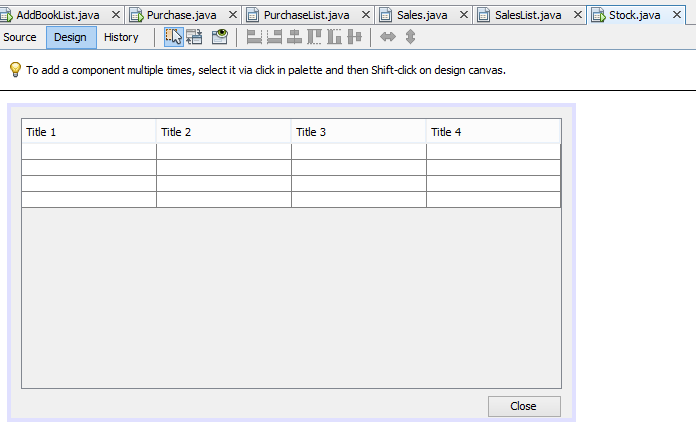 AddBookList.java Purchase.java PurchaseList.java Sales.java SalesList.java Stock.java
Source Design History
To add a component multiple times, select it via click in palette and then Shift-click on design canvas.
Title 1 Title 2 Title 3 Title 4
Close